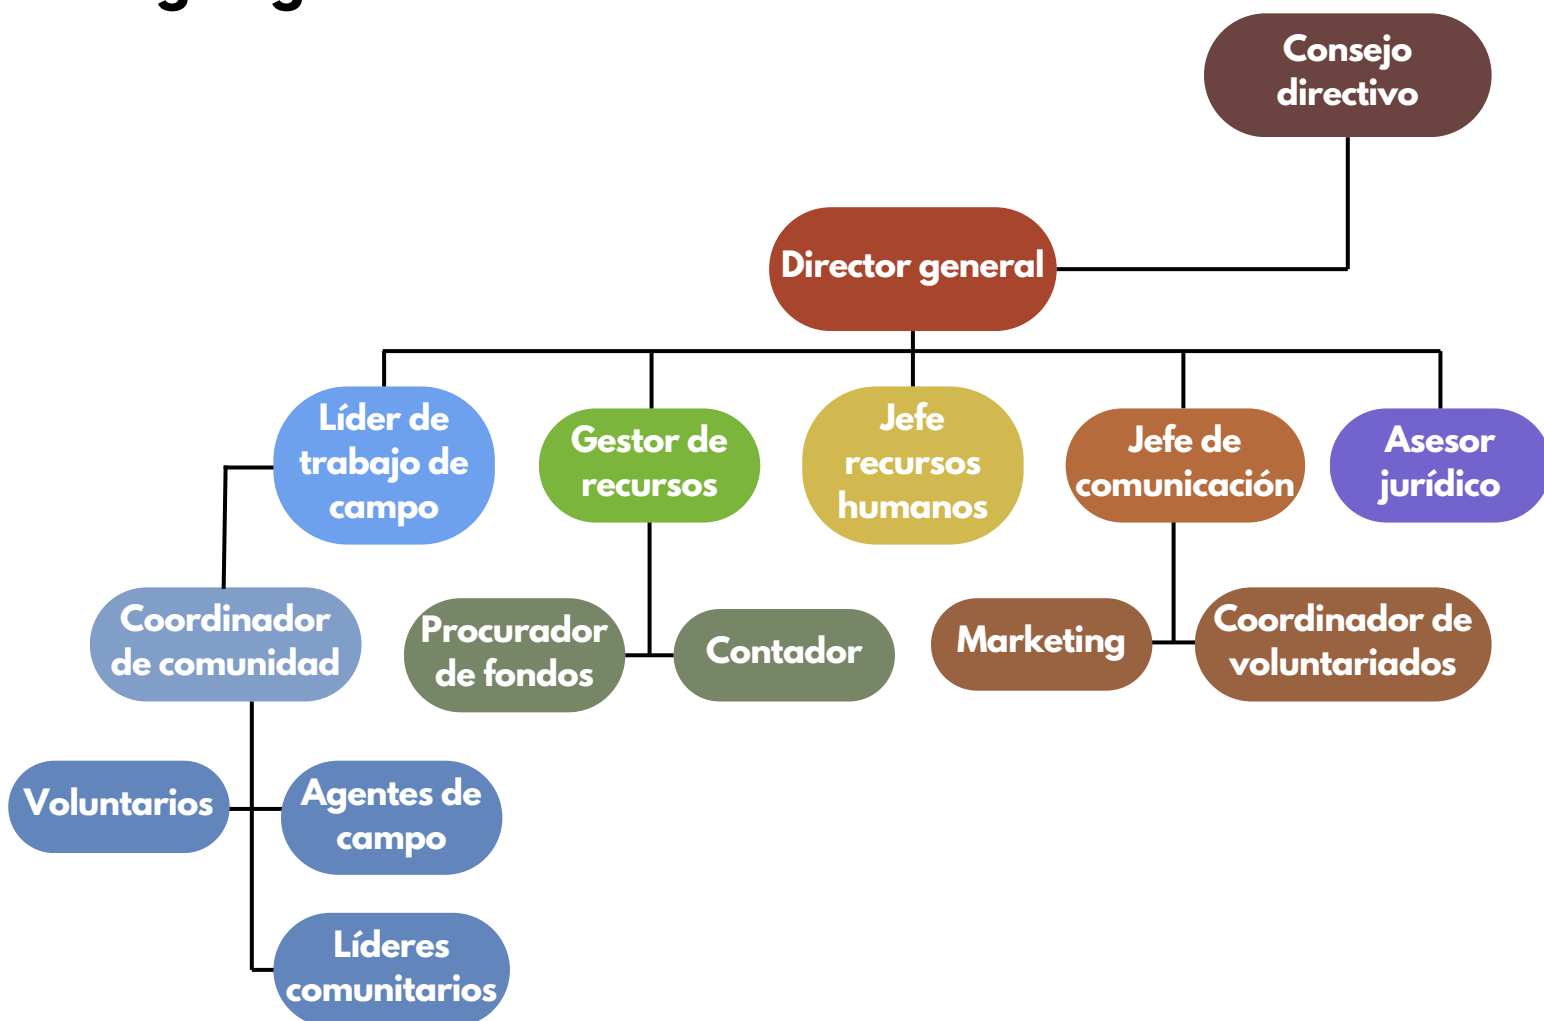 Consejo
directivo
Director general
Líder de
trabajo de
campo
Gestor de
recursos
Jefe
recursos
humanos
Jefe de
comunicación
Asesor
jurídico
Coordinador
de comunidad
Procurador
de fondos
Contador
Marketing
Coordinador de
voluntariados
Voluntarios
Agentes de
campo
Líderes
comunitarios